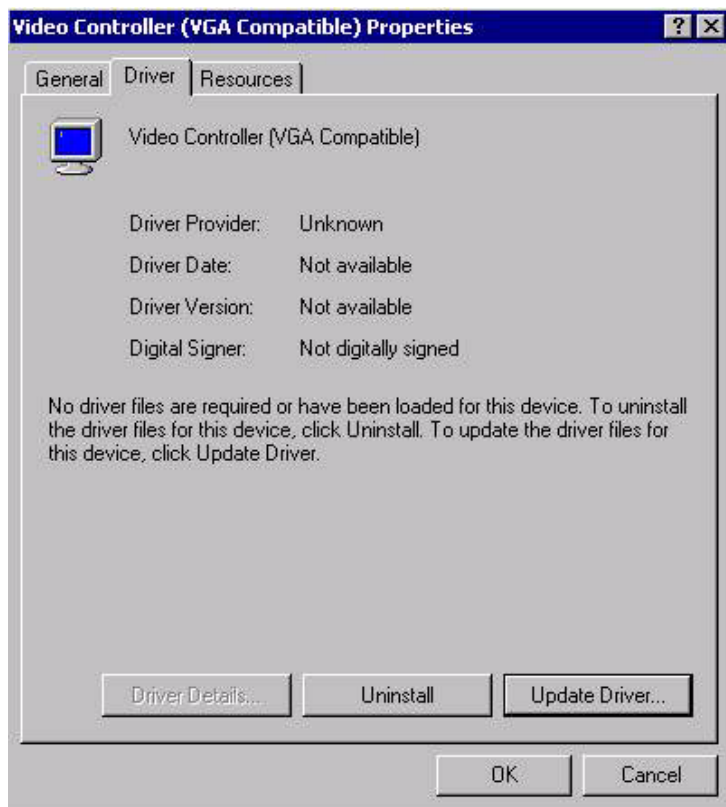 Video Controller (VGA Compatible) Properties
General Driver Resources
Video Controller (VGA Compatible)
Driver Provider: Unknown
Driver Date: Not available
Driver Version: Not available
Digital Signer: Not digitally signed
No driver files are required or have been loaded for this device. To uninstall
the driver files for this device, click Uninstall. To update the driver files for
this device, click Update Driver.
Driver Details... Uninstall Update Driver...
OK Cancel